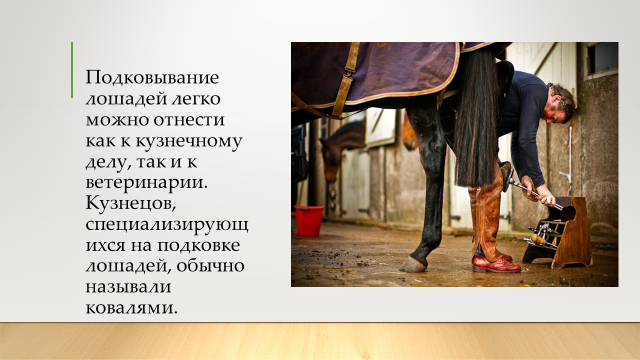 Подковывание
лошадей легко
можно отнести
как к кузнечному
делу, так и к
ветеринарии.
Кузнецов,
специализирующ
ихся на подковке
лошадей, обычно
называли
ковалями.